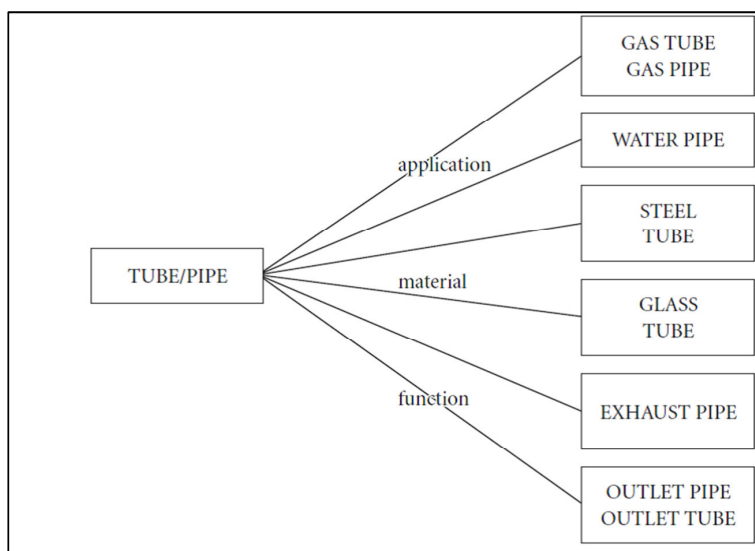 GAS TUBE
GAS PIPE
application
WATER PIPE
STEEL
TUBE
TUBE/PIPE
material
GLASS
TUBE
function
EXHAUST PIPE
OUTLET PIPE
OUTLET TUBE